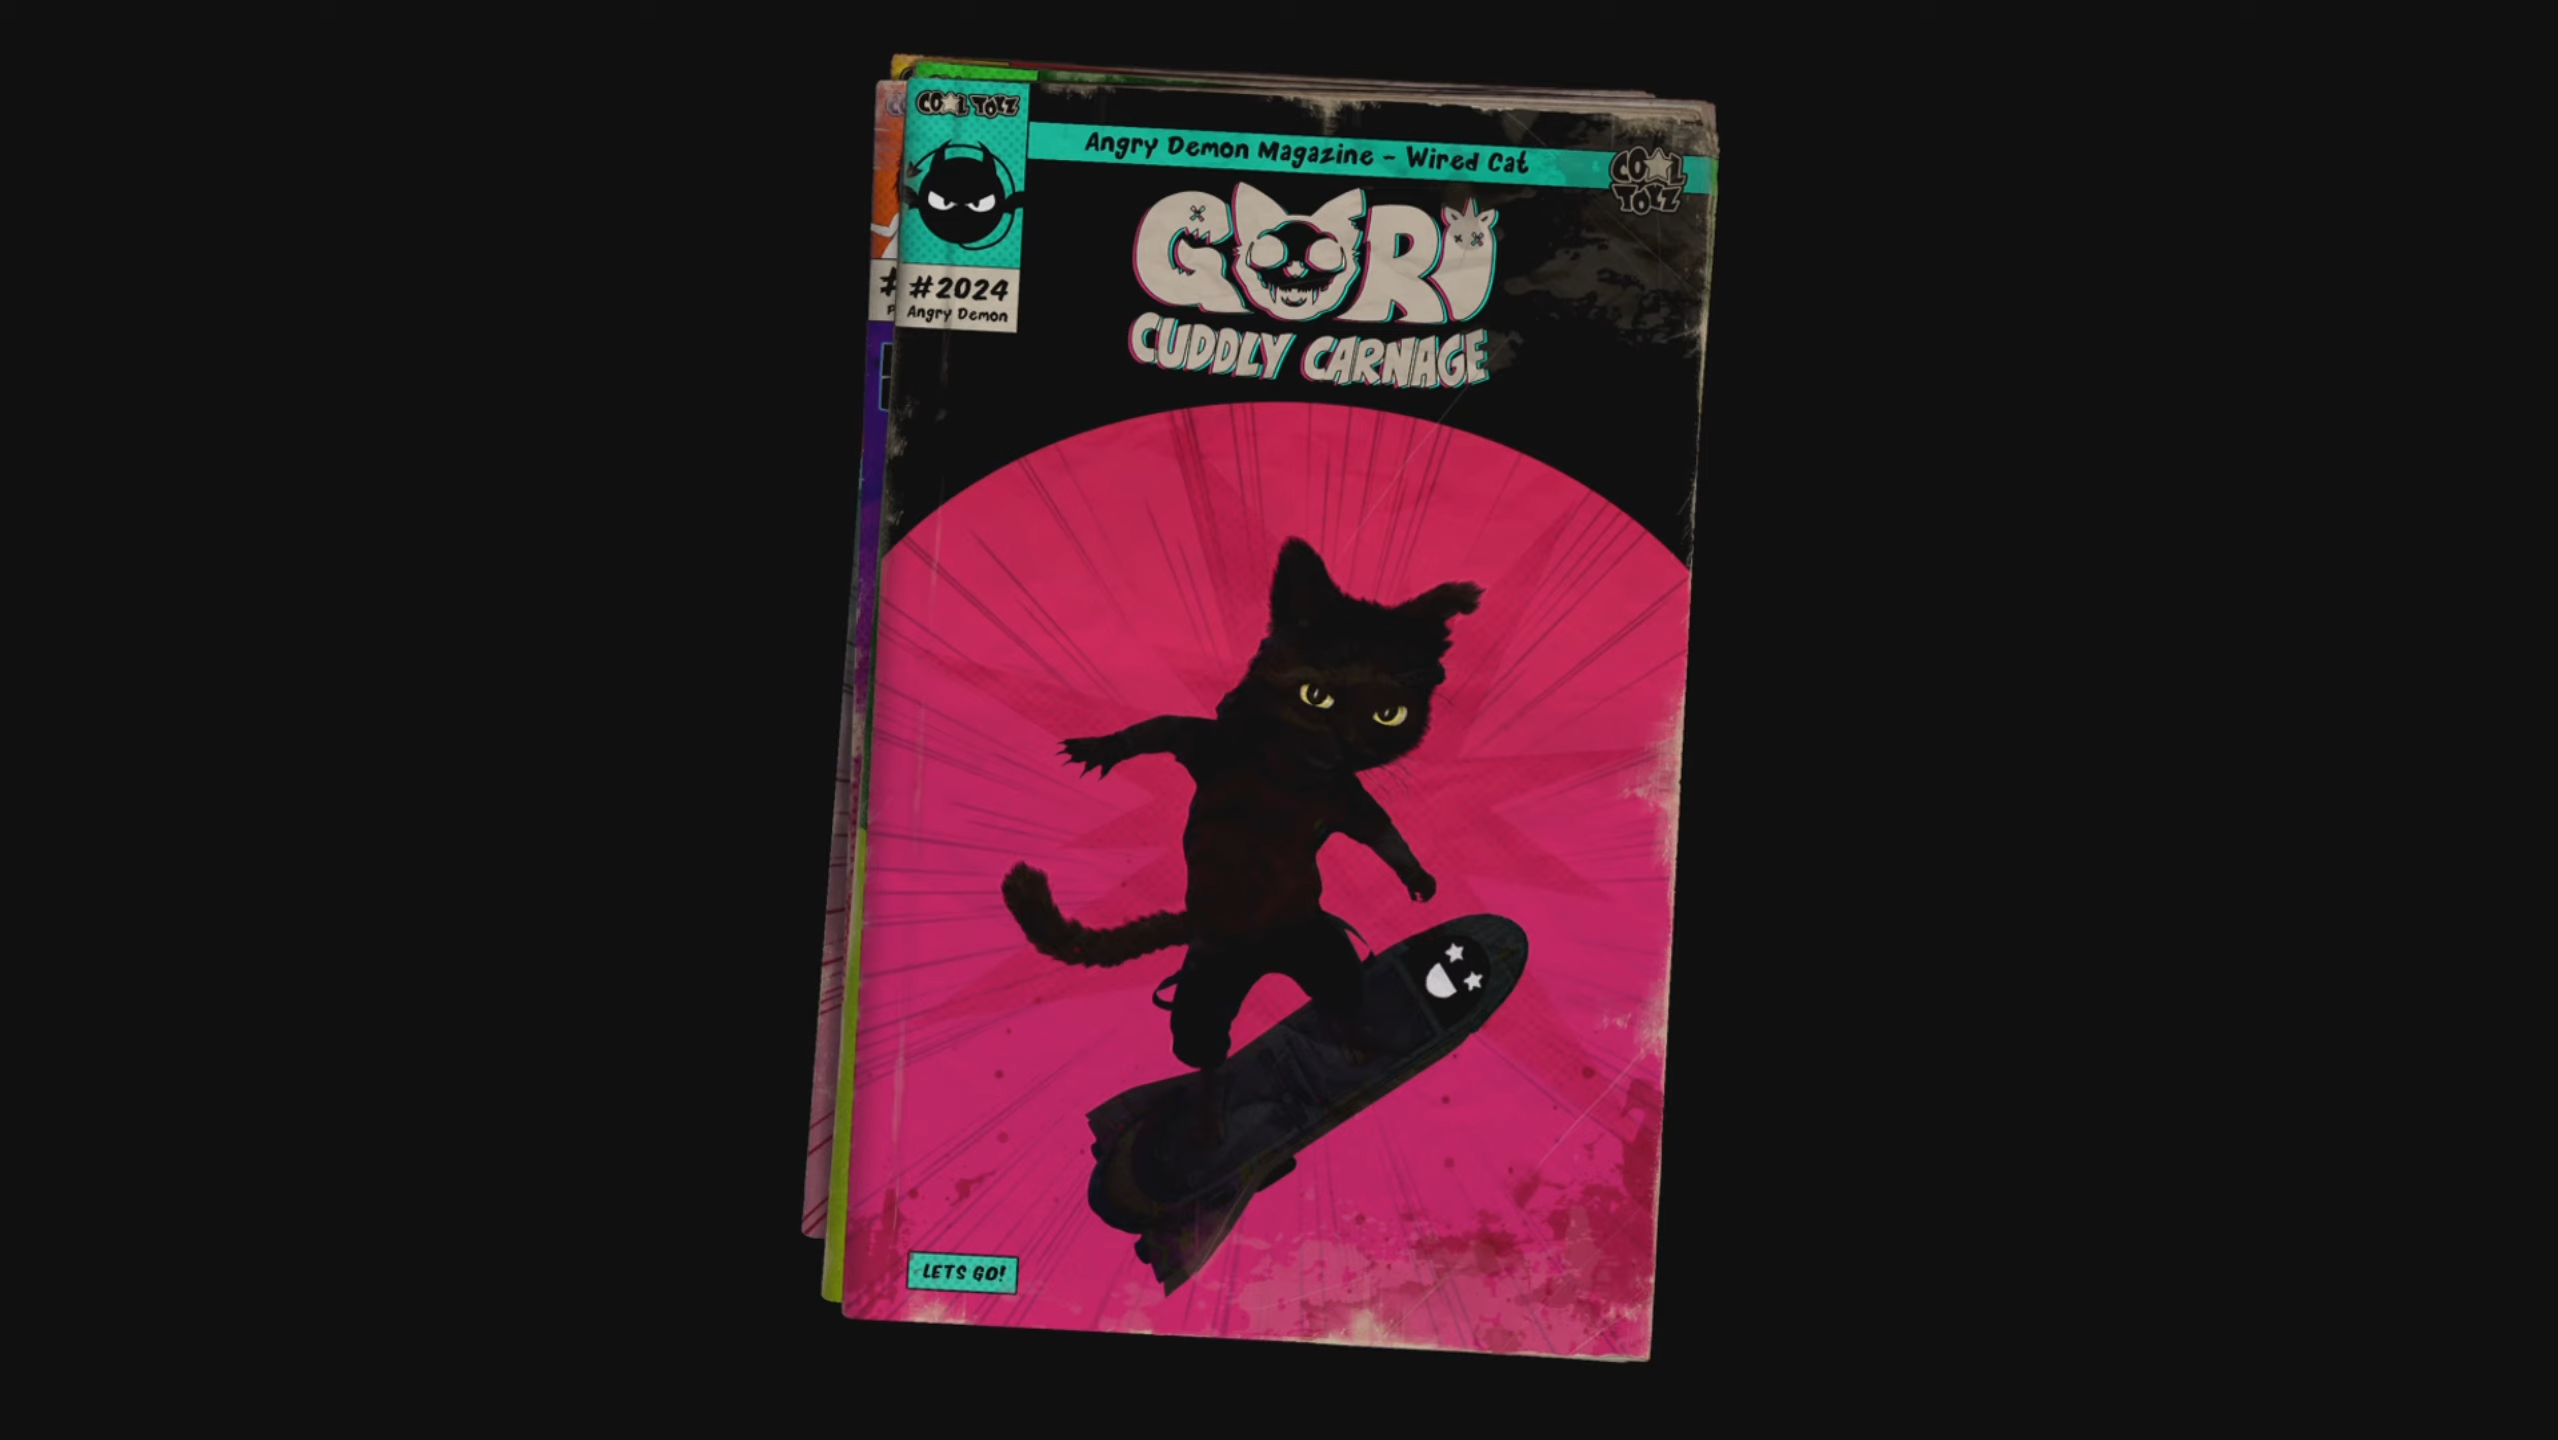 COOL TOYZ
Angry Demon Magazine - Wired Cat
COOL
TOYZ
GORI
CUDDLY CARNAGE
#2024
Angry Demon
LETS GO!